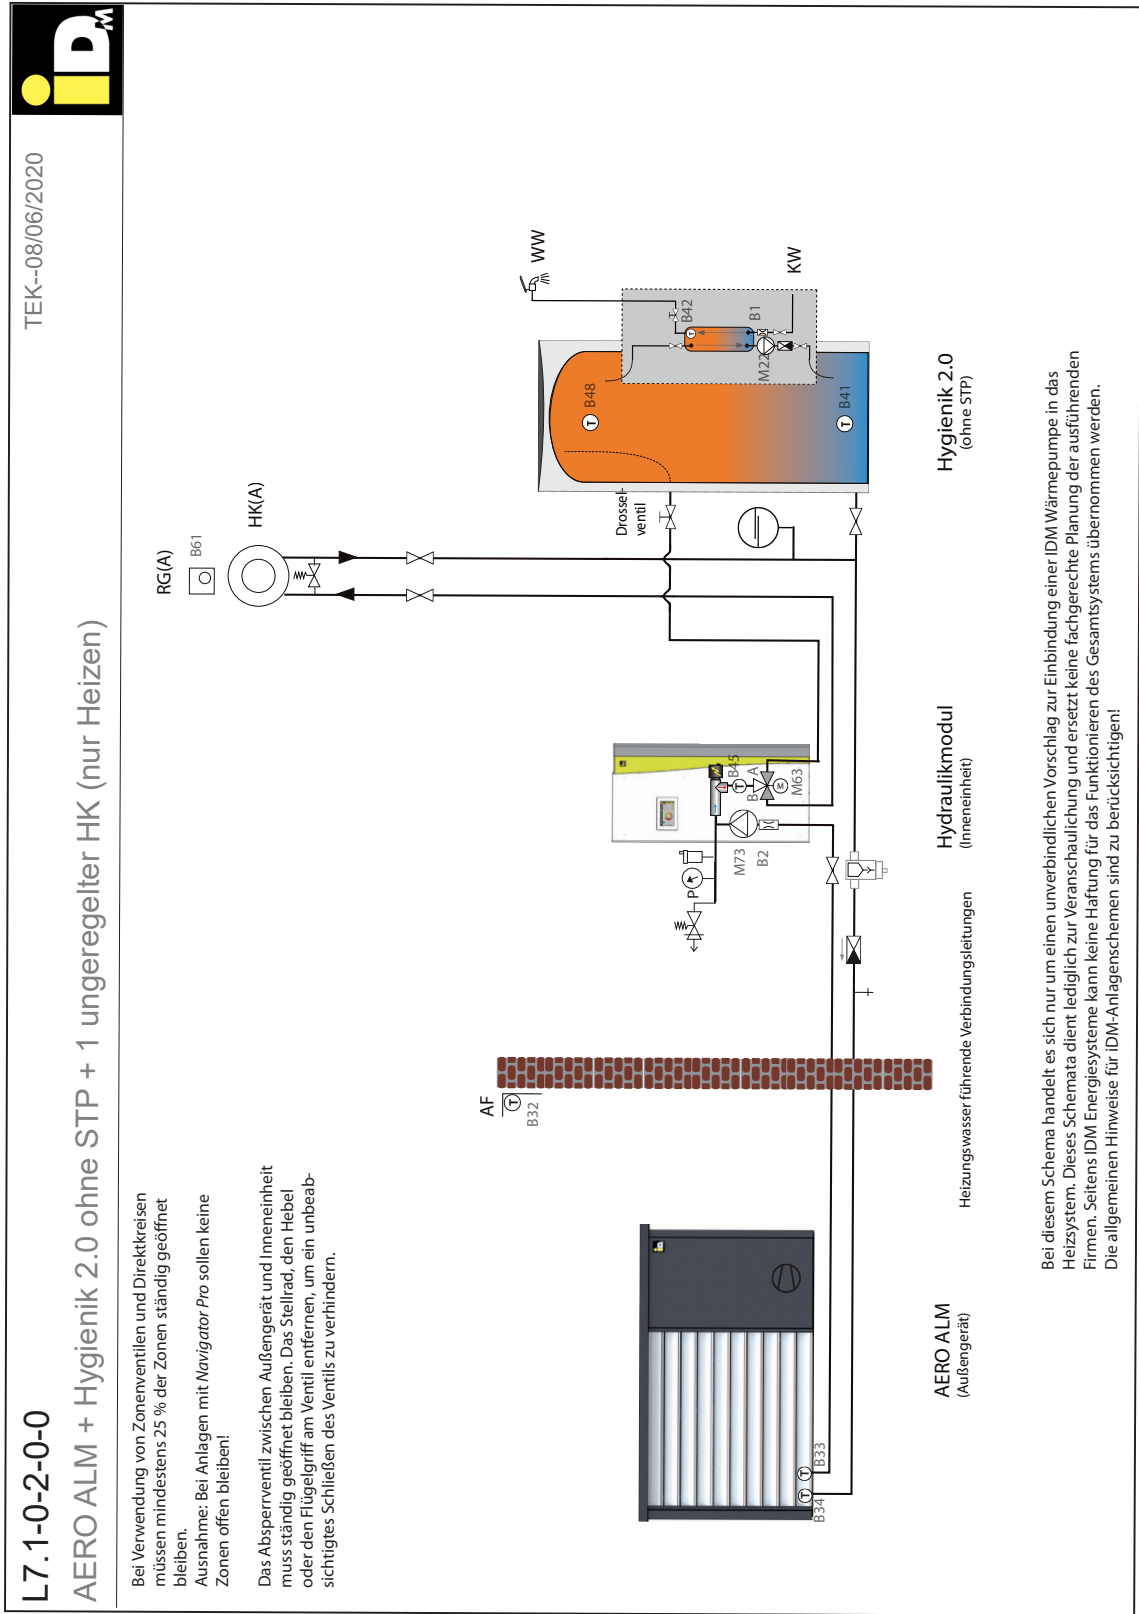 L7.1-0-2-0-0
TEK--08/06/2020
iDM
AERO ALM + Hygienik 2.0 ohne STP + 1 ungeregelter HK (nur Heizen)
Bei Verwendung von Zonenventilen und Direktkreisen
müssen mindestens 25 % der Zonen ständig geöffnet
bleiben.
Ausnahme: Bei Anlagen mit Navigator Pro sollen keine
Zonen offen bleiben!
Das Absperrventil zwischen Außengerät und Inneneinheit
muss ständig geöffnet bleiben. Das Stellrad, den Hebel
oder den Flügelgriff am Ventil entfernen, um ein unbeab-
sichtigtes Schließen des Ventils zu verhindern.
RG(A)
B61
HK(A)
AF
T
B32
Drossel-
ventil
WW
KW
T
B48
T
B42
B1
M22
T
B41
P
M73
B2
T
B45
B
A
M
M63
T
B33
T
B34
AERO ALM
(Außengerät)
Heizungswasser führende Verbindungsleitungen
Hydraulikmodul
(Inneneinheit)
Hygienik 2.0
(ohne STP)
Bei diesem Schema handelt es sich nur um einen unverbindlichen Vorschlag zur Einbindung einer IDM Wärmepumpe in das
Heizsystem. Dieses Schemata dient lediglich zur Veranschaulichung und ersetzt keine fachgerechte Planung der ausführenden
Firmen. Seitens IDM Energiesysteme kann keine Haftung für das Funktionieren des Gesamtsystems übernommen werden.
Die allgemeinen Hinweise für iDM-Anlagenschemen sind zu berücksichtigen!